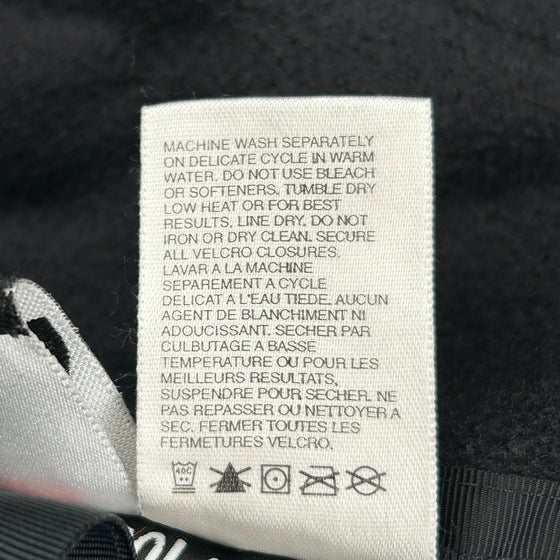 MACHINE WASH SEPARATELY
ON DELICATE CYCLE IN WARM
WATER. DO NOT USE BLEACH
OR SOFTENERS. TUMBLE DRY
LOW HEAT OR FOR BEST
RESULTS, LINE DRY. DO NOT
IRON OR DRY CLEAN. SECURE
ALL VELCRO CLOSURES.
LAVAR A LA MACHINE
SEPAREMENT A CYCLE
DELICAT A L'EAU TIEDE. AUCUN
AGENT DE BLANCHIMENT NI
ADOUCISSANT. SECHER PAR
CULBUTAGE A BASSE
TEMPERATURE OU POUR LES
MEILLEURS RESULTATS,
SUSPENDRE POUR SECHER. NE
PAS REPASSER OU NETTOYER A
SEC. FERMER TOUTES LES
FERMETURES VELCRO.
40C